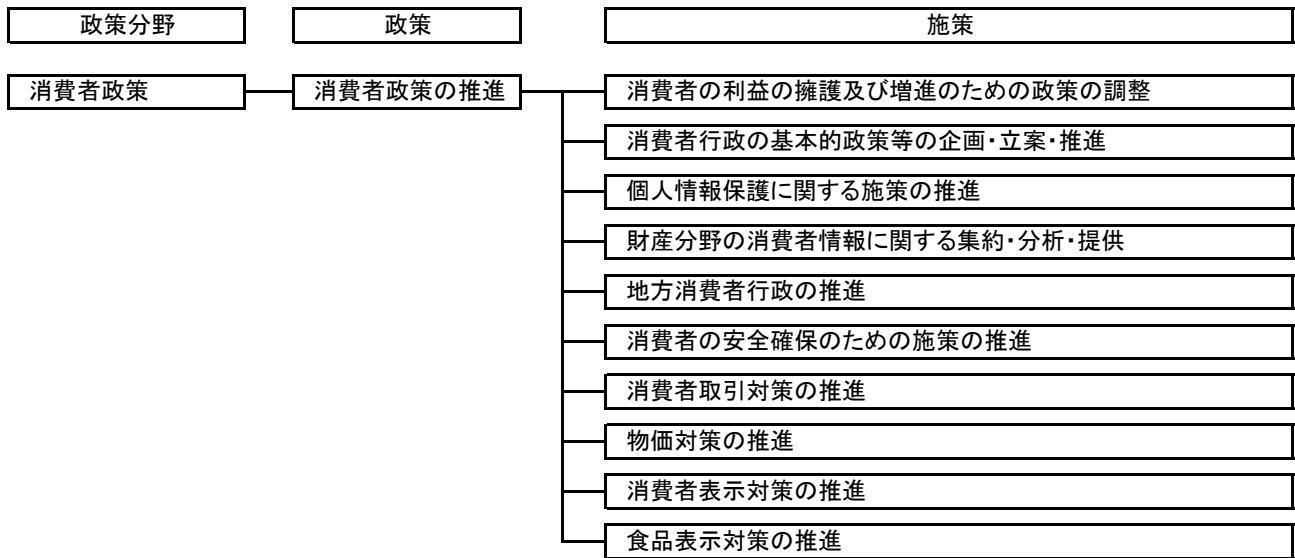 政策分野 政策 施策
消費者政策 消費者政策の推進 消費者の利益の擁護及び増進のための政策の調整
消費者行政の基本的政策等の企画・立案・推進
個人情報保護に関する施策の推進
財産分野の消費者情報に関する集約・分析・提供
地方消費者行政の推進
消費者の安全確保のための施策の推進
消費者取引対策の推進
物価対策の推進
消費者表示対策の推進
食品表示対策の推進